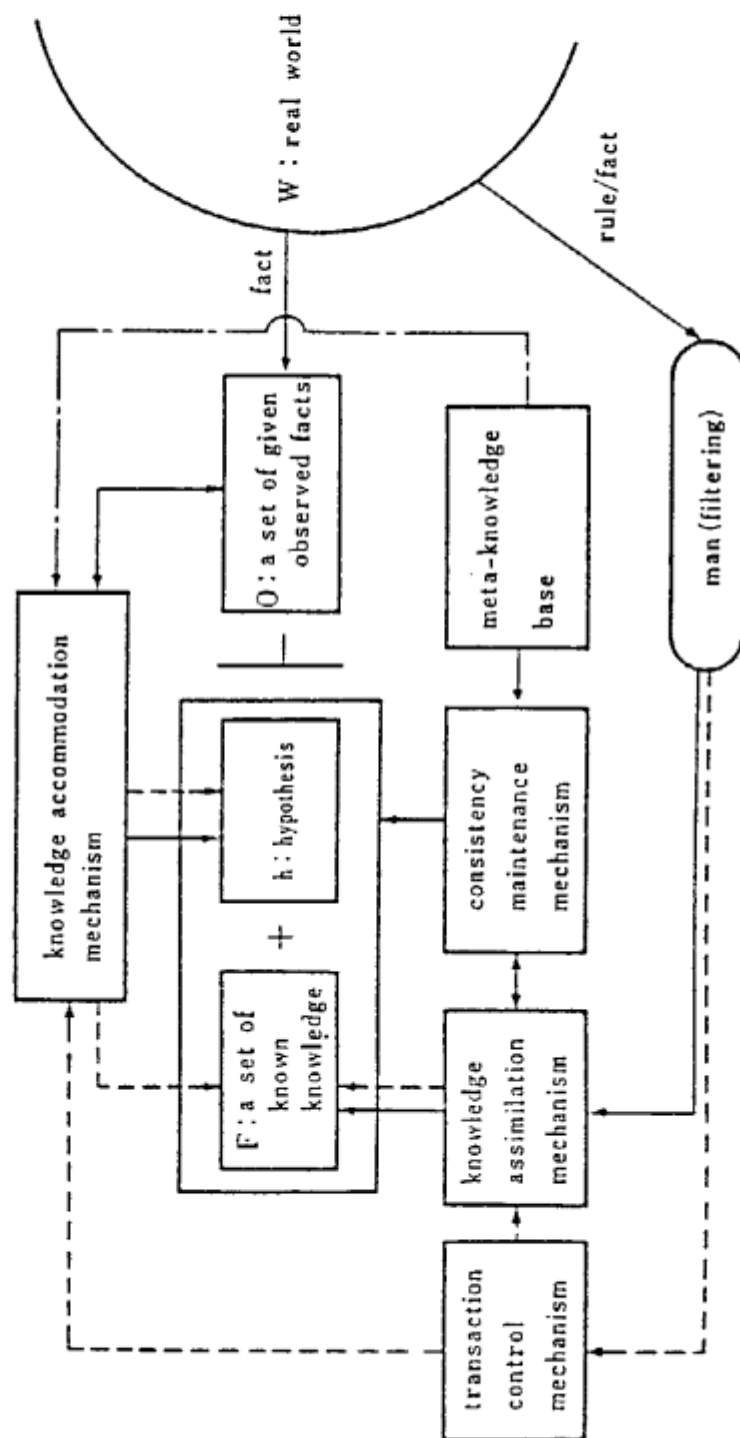 knowledge accommodation
mechanism
F : a set of
known
knowledge
+
h : hypothesis
O : a set of given
observed facts
fact
W : real world
transaction
control
mechanism
knowledge
assimilation
mechanism
consistency
maintenance
mechanism
meta-knowledge
base
rule/fact
man (filtering)